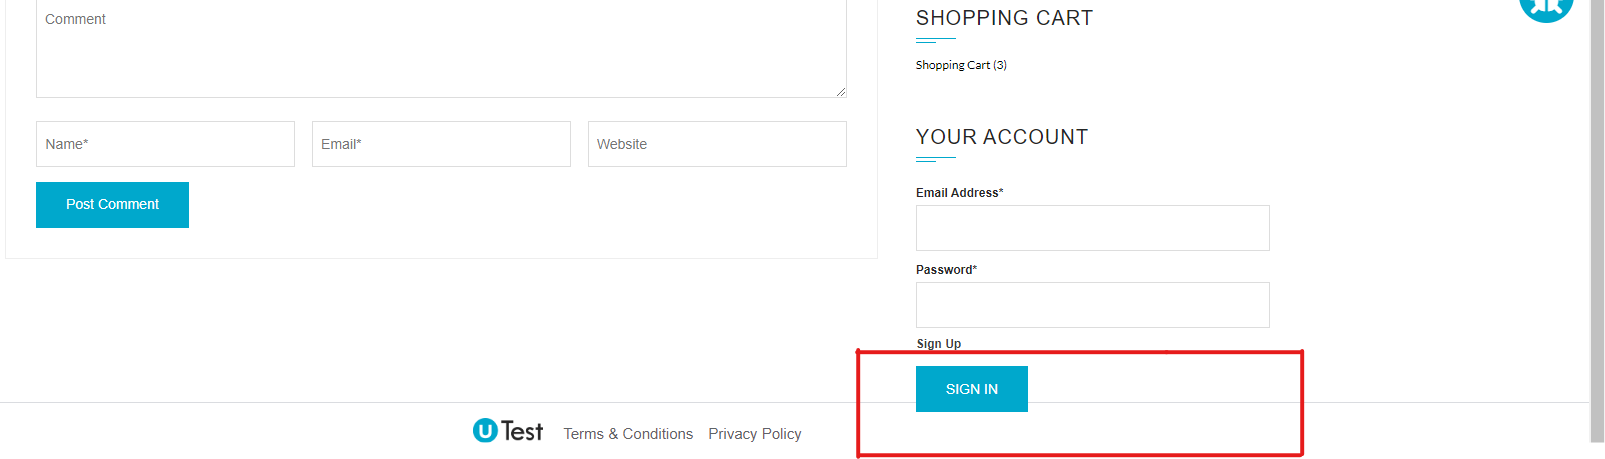 Comment
Name*
Email*
Website
Post Comment
SHOPPING CART
Shopping Cart (3)
YOUR ACCOUNT
Email Address*
Password*
Sign Up
SIGN IN
u Test
Terms & Conditions
Privacy Policy